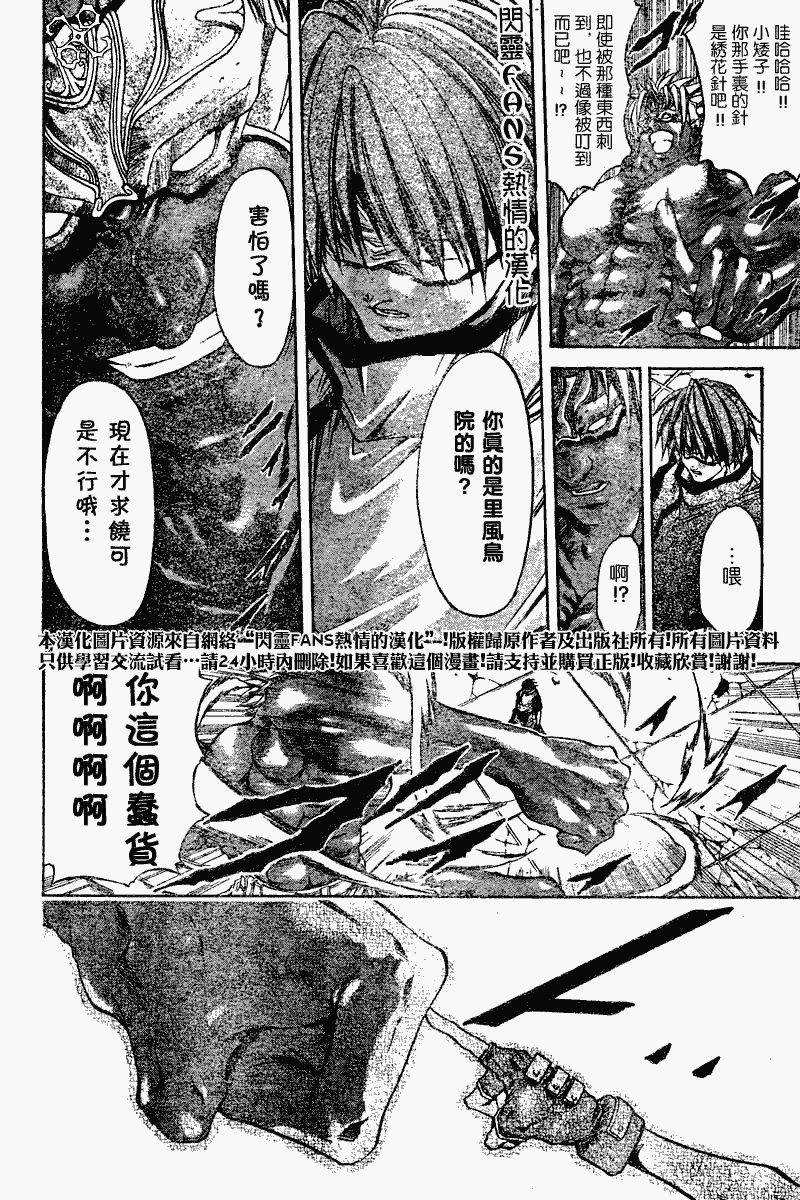 哇哈哈哈!!
小矮子!!
你那手裏的針
是綉花針吧!!
即使被那種東西刺
到，也不過像被叮到
而已吧~~!?
…喂
啊!?
閃靈FANS熱情的漢化
你真的是里風鳥
院的嗎？
害怕了嗎？
現在才求饒可
是不行哦…
本漢化圖片資源來自網絡“閃靈FANS熱情的漢化”!版權歸原作者及出版社所有!所有圖片資料
只供學習交流試看…請24小時內刪除!如果喜歡這個漫畫!請支持並購買正版!收藏欣賞!謝謝!
你這個蠢貨
啊啊啊啊